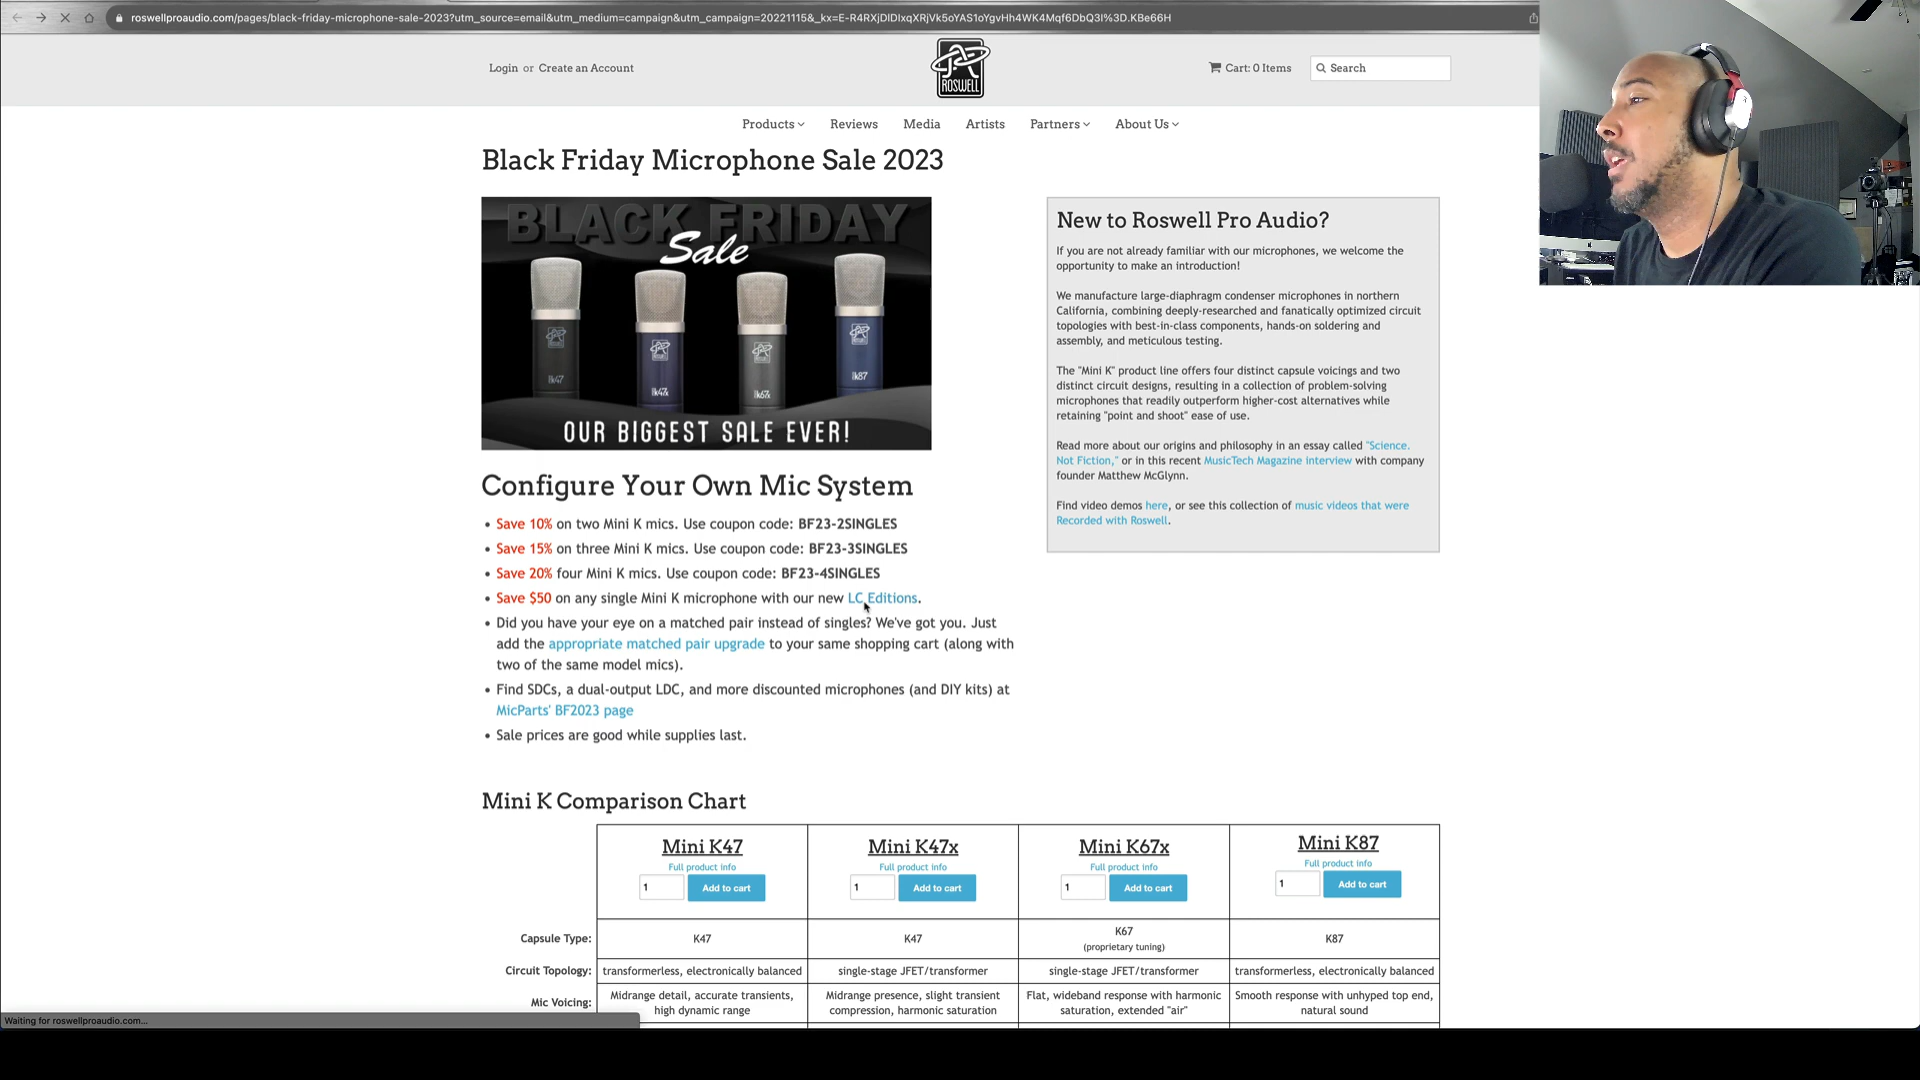 roswellproaudio.com/pages/black-friday-microphone-sale-2023?utm_source=email&utm_medium=campaign&utm_campaign=20221115&_kx=E-R4RXjDIDIxqXRjVk5oYAS1oYgvHh4WK4Mqf6DbQ3I%3D.KBe66H
Login or Create an Account
ROSWELL
Cart: 0 Items
Search
Products
Reviews
Media
Artists
Partners
About Us
Black Friday Microphone Sale 2023
BLACK FRIDAY
Sale
OUR BIGGEST SALE EVER!
Configure Your Own Mic System
• Save 10% on two Mini K mics. Use coupon code: BF23-2SINGLES
• Save 15% on three Mini K mics. Use coupon code: BF23-3SINGLES
• Save 20% four Mini K mics. Use coupon code: BF23-4SINGLES
• Save $50 on any single Mini K microphone with our new LC Editions.
• Did you have your eye on a matched pair instead of singles? We've got you. Just
add the appropriate matched pair upgrade to your same shopping cart (along with
two of the same model mics).
• Find SDCs, a dual-output LDC, and more discounted microphones (and DIY kits) at
MicParts' BF2023 page
• Sale prices are good while supplies last.
New to Roswell Pro Audio?
If you are not already familiar with our microphones, we welcome the
opportunity to make an introduction!
We manufacture large-diaphragm condenser microphones in northern
California, combining deeply-researched and fanatically optimized circuit
topologies with best-in-class components, hands-on soldering and
assembly, and meticulous testing.
The "Mini K" product line offers four distinct capsule voicings and two
distinct circuit designs, resulting in a collection of problem-solving
microphones that readily outperform higher-cost alternatives while
retaining "point and shoot" ease of use.
Read more about our origins and philosophy in an essay called "Science.
Not Fiction," or in this recent MusicTech Magazine interview with company
founder Matthew McGlynn.
Find video demos here, or see this collection of music videos that were
Recorded with Roswell.
Mini K Comparison Chart
Mini K47
Full product info
1
Add to cart
Mini K47x
Full product info
1
Add to cart
Mini K67x
Full product info
1
Add to cart
Mini K87
Full product info
1
Add to cart
Capsule Type:
K47
K47
K67
(proprietary tuning)
K87
Circuit Topology:
transformerless, electronically balanced
single-stage JFET/transformer
single-stage JFET/transformer
transformerless, electronically balanced
Mic Voicing:
Midrange detail, accurate transients,
high dynamic range
Midrange presence, slight transient
compression, harmonic saturation
Flat, wideband response with harmonic
saturation, extended "air"
Smooth response with unhyped top end,
natural sound
Waiting for roswellproaudio.com...